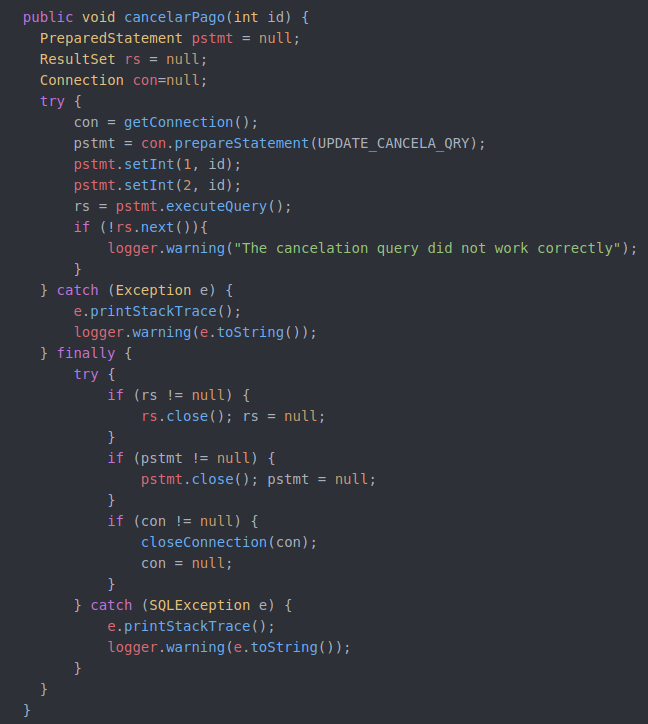 public void cancelarPago(int id) {
  PreparedStatement pstmt = null;
  ResultSet rs = null;
  Connection con=null;
  try {
      con = getConnection();
      pstmt = con.prepareStatement(UPDATE_CANCELA_QRY);
      pstmt.setInt(1, id);
      pstmt.setInt(2, id);
      rs = pstmt.executeQuery();
      if (!rs.next()){
          logger.warning("The cancelation query did not work correctly");
      }
  } catch (Exception e) {
      e.printStackTrace();
      logger.warning(e.toString());
  } finally {
      try {
          if (rs != null) {
              rs.close(); rs = null;
          }
          if (pstmt != null) {
              pstmt.close(); pstmt = null;
          }
          if (con != null) {
              closeConnection(con);
              con = null;
          }
      } catch (SQLException e) {
          e.printStackTrace();
          logger.warning(e.toString());
      }
  }
}